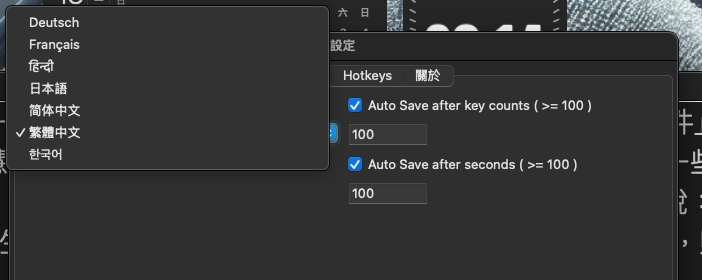 六 日
設定
Deutsch
Français
हिन्दी
日本語
简体中文
✓ 繁體中文
한국어
Hotkeys 關於
Auto Save after key counts ( >= 100 )
100
Auto Save after seconds ( >= 100 )
100